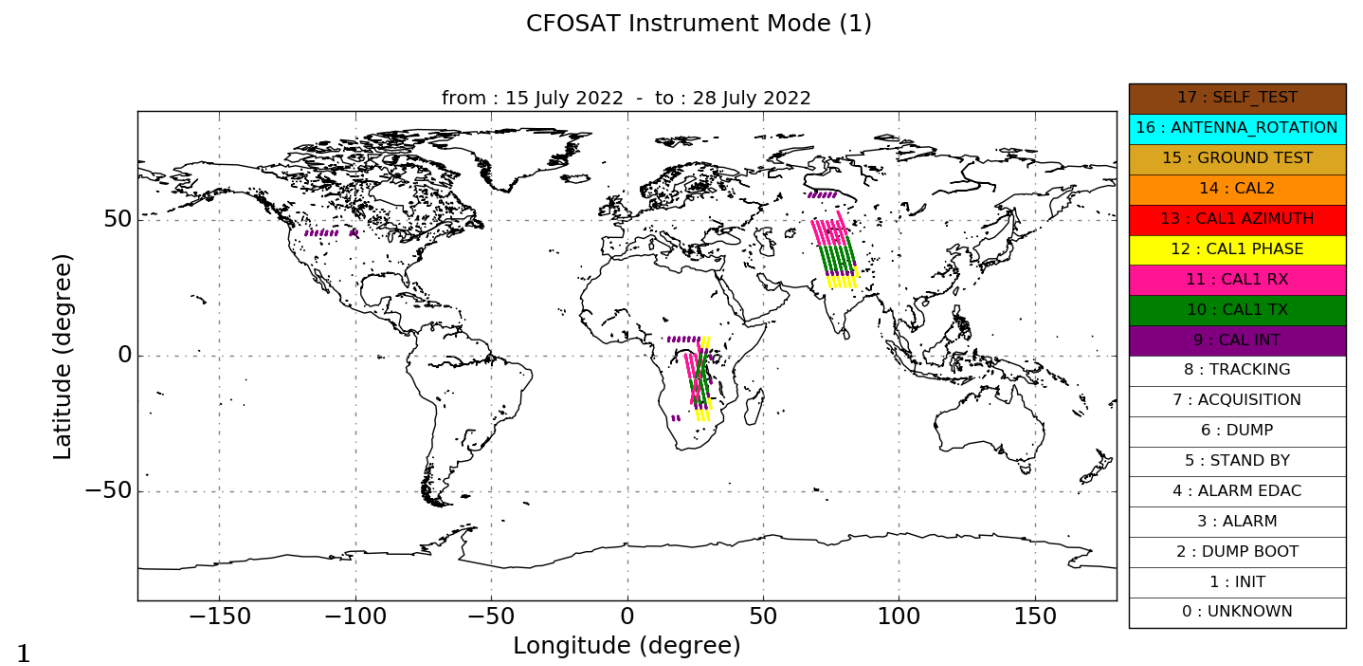 CFOSAT Instrument Mode (1)
from : 15 July 2022 - to : 28 July 2022
17 : SELF_TEST
16 : ANTENNA_ROTATION
15 : GROUND TEST
14 : CAL2
13 : CAL1 AZIMUTH
12 : CAL1 PHASE
11 : CAL1 RX
10 : CAL1 TX
9 : CAL INT
8 : TRACKING
7 : ACQUISITION
6 : DUMP
5 : STAND BY
4 : ALARM EDAC
3 : ALARM
2 : DUMP BOOT
1 : INIT
0 : UNKNOWN
Latitude (degree)
50
0
−50
−150 −100 −50 0 50 100 150
Longitude (degree)
1